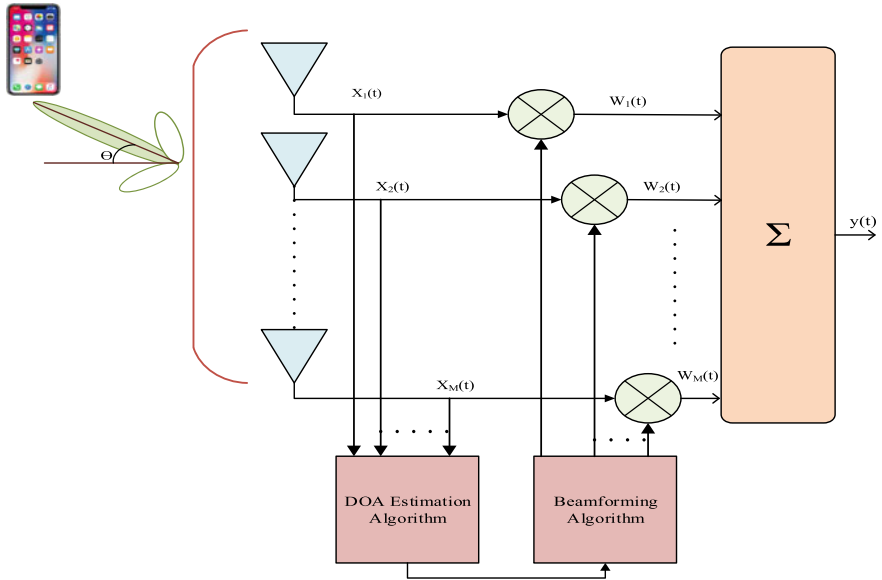 X1(t)
W1(t)
Θ
X2(t)
W2(t)
Σ
y(t)
XM(t)
WM(t)
DOA Estimation
Algorithm
Beamforming
Algorithm